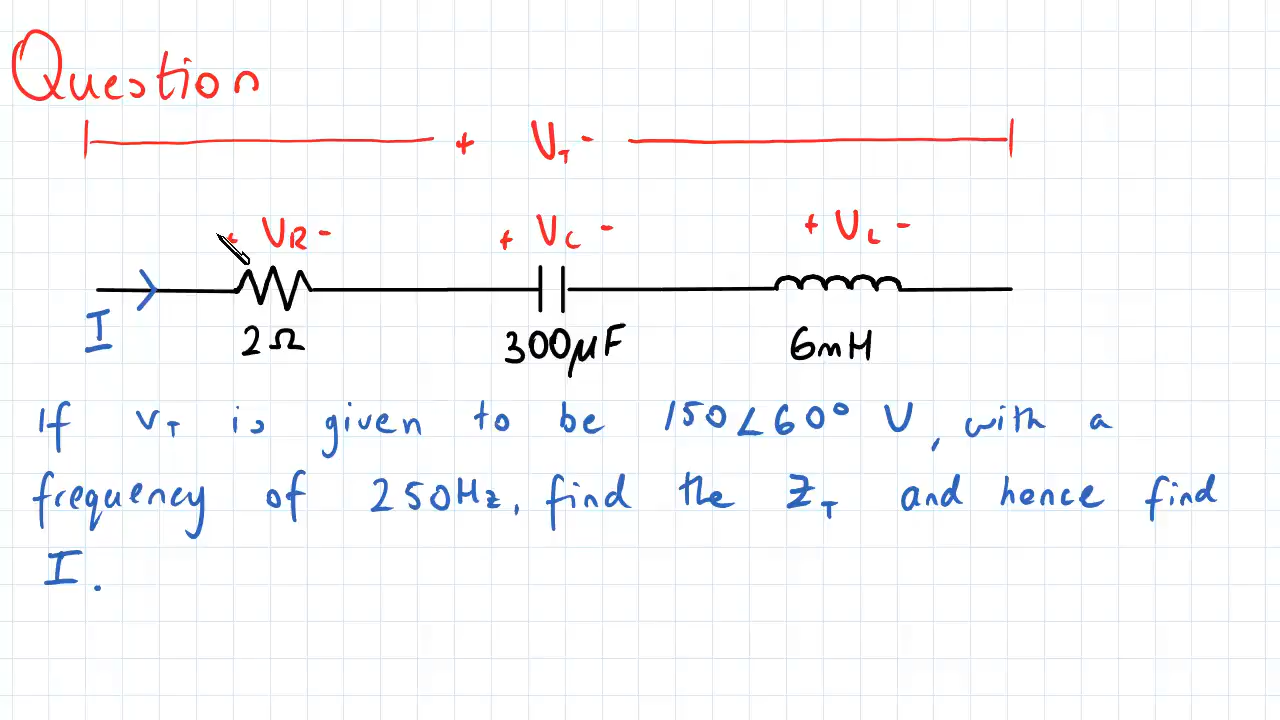 Question
+ VT -
+ VR -
+ VC -
+ VL -
I
2Ω
300μF
6mH
If VT is given to be 150∠60° V, with a
frequency of 250Hz, find the ZT and hence find
I.